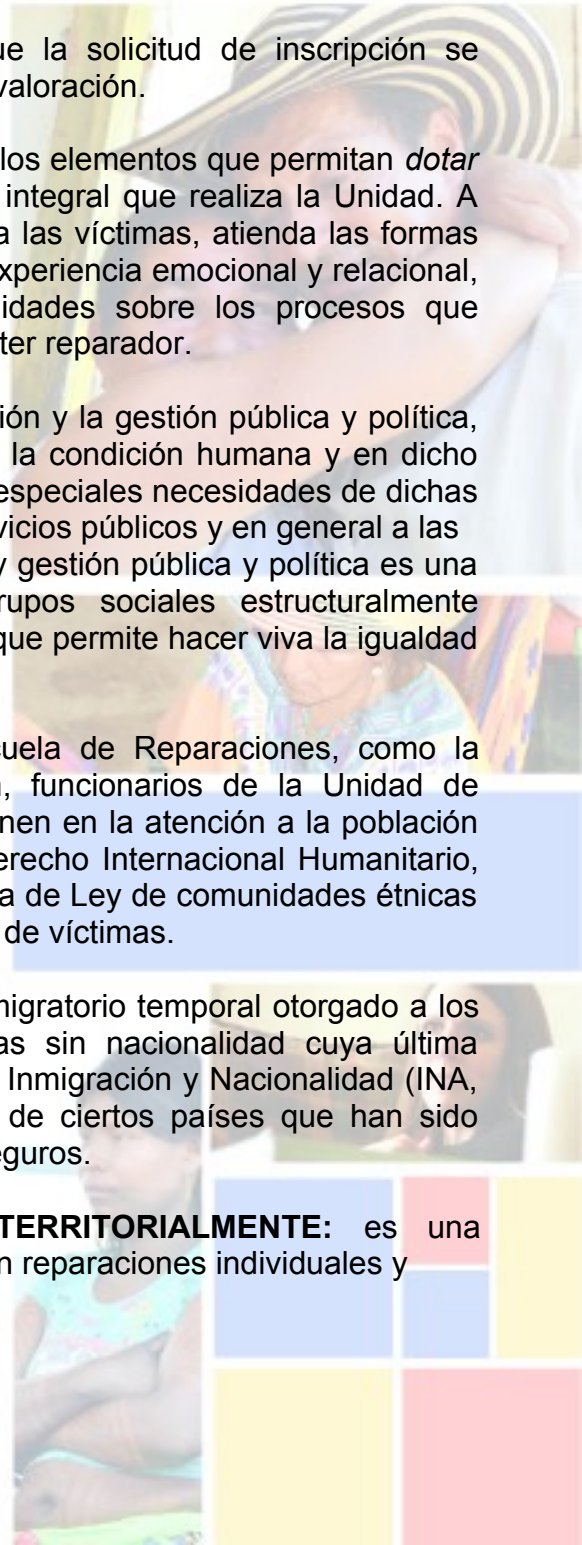 ue la solicitud de inscripción se
valoración.
los elementos que permitan dotar
integral que realiza la Unidad. A
a las víctimas, atienda las formas
xperiencia emocional y relacional,
idades sobre los procesos que
ter reparador.
ión y la gestión pública y política,
la condición humana y en dicho
especiales necesidades de dichas
vicios públicos y en general a las
y gestión pública y política es una
rupos sociales estructuralmente
que permite hacer viva la igualdad
cuela de Reparaciones, como la
, funcionarios de la Unidad de
nen en la atención a la población
erecho Internacional Humanitario,
a de Ley de comunidades étnicas
de víctimas.
migratorio temporal otorgado a los
as sin nacionalidad cuya última
Inmigración y Nacionalidad (INA,
de ciertos países que han sido
eguros.
TERRITORIALMENTE: es una
n reparaciones individuales y